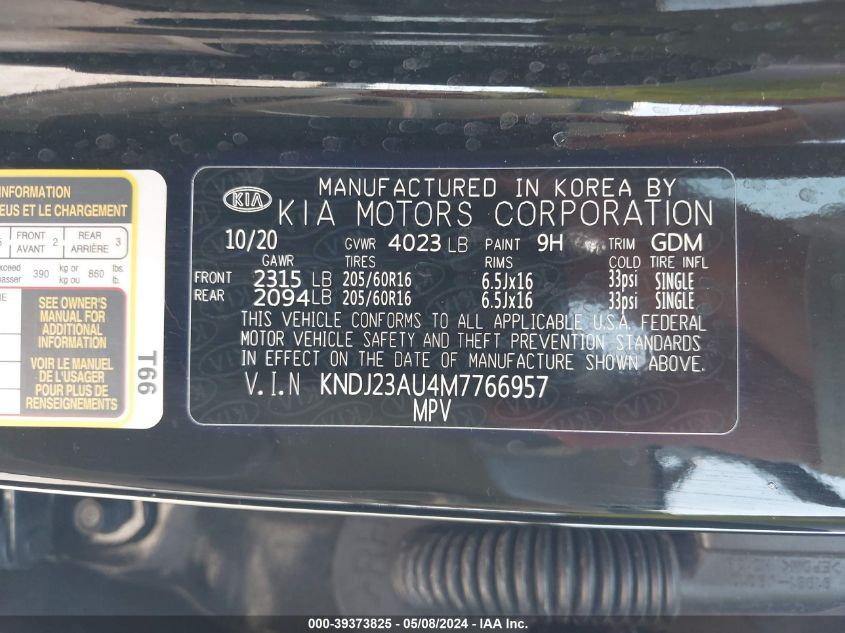 INFORMATION
EUS ET LE CHARGEMENT
FRONT AVANT 2
REAR ARRIÈRE 3
390 kg or kg ou 860 lbs. lb.
SEE OWNER'S
MANUAL FOR
ADDITIONAL
INFORMATION
VOIR LE MANUEL
DE L'USAGER
POUR PLUS DE
RENSEIGNEMENTS
T66
KIA
MANUFACTURED IN KOREA BY
KIA MOTORS CORPORATION
10/20 GVWR 4023 LB PAINT 9H TRIM GDM
GAWR TIRES RIMS COLD TIRE INFL
FRONT 2315 LB 205/60R16 6.5Jx16 33psi SINGLE
REAR 2094 LB 205/60R16 6.5Jx16 33psi SINGLE
THIS VEHICLE CONFORMS TO ALL APPLICABLE U.S.A. FEDERAL
MOTOR VEHICLE SAFETY AND THEFT PREVENTION STANDARDS
IN EFFECT ON THE DATE OF MANUFACTURE SHOWN ABOVE.
V.I.N KNDJ23AU4M7766957
MPV
000-39373825 - 05/08/2024 - IAA Inc.